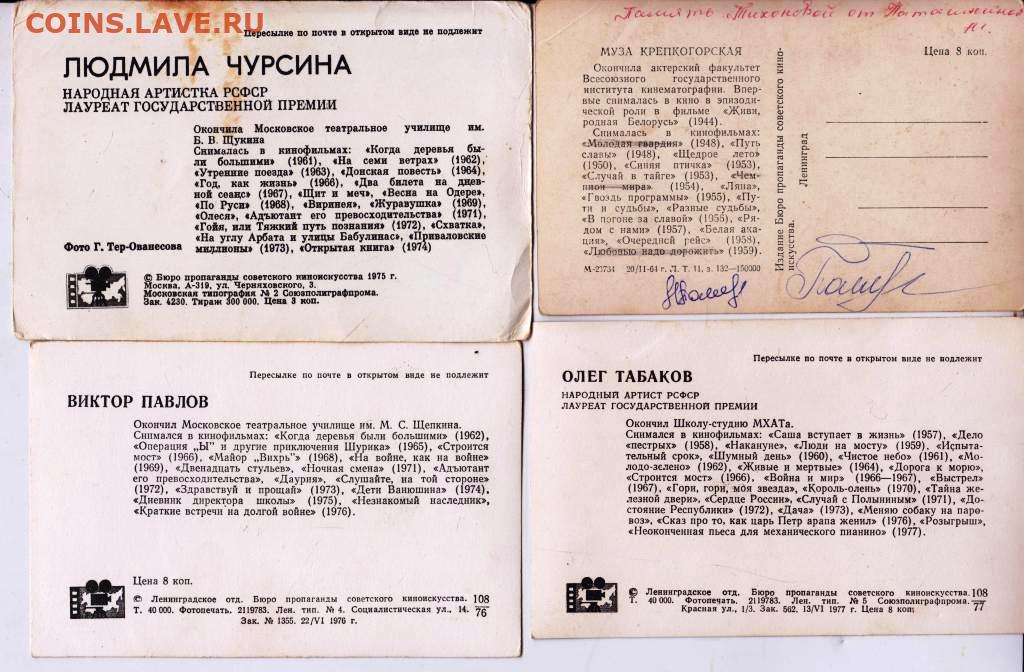 COINS.LAVE.RU
Пересылке по почте в открытом виде не подлежит
ЛЮДМИЛА ЧУРСИНА
НАРОДНАЯ АРТИСТКА РСФСР
ЛАУРЕАТ ГОСУДАРСТВЕННОЙ ПРЕМИИ
Окончила Московское театральное училище им.
Б. В. Щукина
Снималась в кинофильмах: «Когда деревья бы-
ли большими» (1961), «На семи ветрах» (1962),
«Утренние поезда» (1963), «Донская повесть» (1964),
«Год, как жизнь» (1966), «Два билета на днев-
ной сеанс» (1967), «Щит и меч», «Весна на Одере»,
«По Руси» (1968), «Виринея», «Журавушка» (1969),
«Олеся», «Адъютант его превосходительства» (1971),
«Гойя, или Тяжкий путь познания» (1972), «Схватка»,
«На углу Арбата и улицы Бабулинас», «Приваловские
миллионы» (1973), «Открытая книга» (1974)
Фото Г. Тер-Ованесова
© Бюро пропаганды советского киноискусства 1975 г.
Москва, А-319, ул. Черняховского, 3.
Московская типография № 2 Союзполиграфпрома.
Зак. 4230. Тираж 300 000. Цена 8 коп.
Память Тихоновой от
МУЗА КРЕПКОГОРСКАЯ
Цена 8 коп.
Окончила актерский факультет
Всесоюзного государственного
института кинематографии. Впер-
вые снималась в кино в эпизоди-
ческой роли в фильме «Живи,
родная Белорусь» (1944).
Снималась в кинофильмах:
«Молодая гвардия» (1948), «Путь
славы» (1948), «Щедрое лето»
(1950), «Синяя птичка» (1953),
«Случай в тайге» (1953), «Чем-
пион мира» (1954), «Ляна»,
«Гвоздь программы» (1955), «Пу-
ти и судьбы», «Разные судьбы»,
«В погоне за славой» (1956), «Ря-
дом с нами» (1957), «Белая ака-
ция», «Очередной рейс» (1958),
«Любовью надо дорожить» (1959).
М-22734 20/II-64 г. Л. Т. 11, з. 132—150000
Издание Бюро пропаганды советского кино-
искусства.
Ленинград
Пересылке по почте в открытом виде не подлежит
ВИКТОР ПАВЛОВ
Окончил Московское театральное училище им. М. С. Щепкина.
Снимался в кинофильмах: «Когда деревья были большими» (1962),
«Операция „Ы" и другие приключения Шурика» (1965), «Строится
мост» (1966), «Майор „Вихрь" (1968), «На войне, как на войне»
(1969), «Двенадцать стульев», «Ночная смена» (1971), «Адъютант
его превосходительства», «Даурия», «Слушайте, на той стороне»
(1972), «Здравствуй и прощай» (1973), «Дети Ванюшина» (1974),
«Дневник директора школы» (1975), «Незнакомый наследник»,
«Краткие встречи на долгой войне» (1976).
Цена 8 коп.
© Ленинградское отд. Бюро пропаганды советского киноискусства. 108
Т. 40 000. Фотопечать. 2119783. Лен. тип. № 4. Социалистическая ул., 14. 76
Зак. № 1355. 22/VI 1976 г.
Пересылке по почте в открытом виде не подлежит
ОЛЕГ ТАБАКОВ
НАРОДНЫЙ АРТИСТ РСФСР
ЛАУРЕАТ ГОСУДАРСТВЕННОЙ ПРЕМИИ
Окончил Школу-студию МХАТа.
Снимался в кинофильмах: «Саша вступает в жизнь» (1957), «Дело
«пестрых» (1958), «Накануне», «Люди на мосту» (1959), «Испыта-
тельный срок», «Шумный день» (1960), «Чистое небо» (1961), «Мо-
лодо-зелено» (1962), «Живые и мертвые» (1964), «Дорога к морю»,
«Строится мост» (1966), «Война и мир» (1966—1967), «Выстрел»
(1967), «Гори, гори, моя звезда», «Король-олень» (1970), «Тайна же-
лезной двери», «Сердце России», «Случай с Полыниным» (1971), «До-
стояние Республики» (1972), «Дача» (1973), «Меняю собаку на паро-
воз», «Сказ про то, как царь Петр арапа женил» (1976), «Розыгрыш»,
«Неоконченная пьеса для механического пианино» (1977).
© Ленинградское отд. Бюро пропаганды советского киноискусства. 108
Т. 40 000. Фотопечать. 2119783. Лен. тип. № 5 Союзполиграфпрома. 77
Красная ул., 1/3. Зак. 562. 13/VI 1977 г. Цена 8 коп.